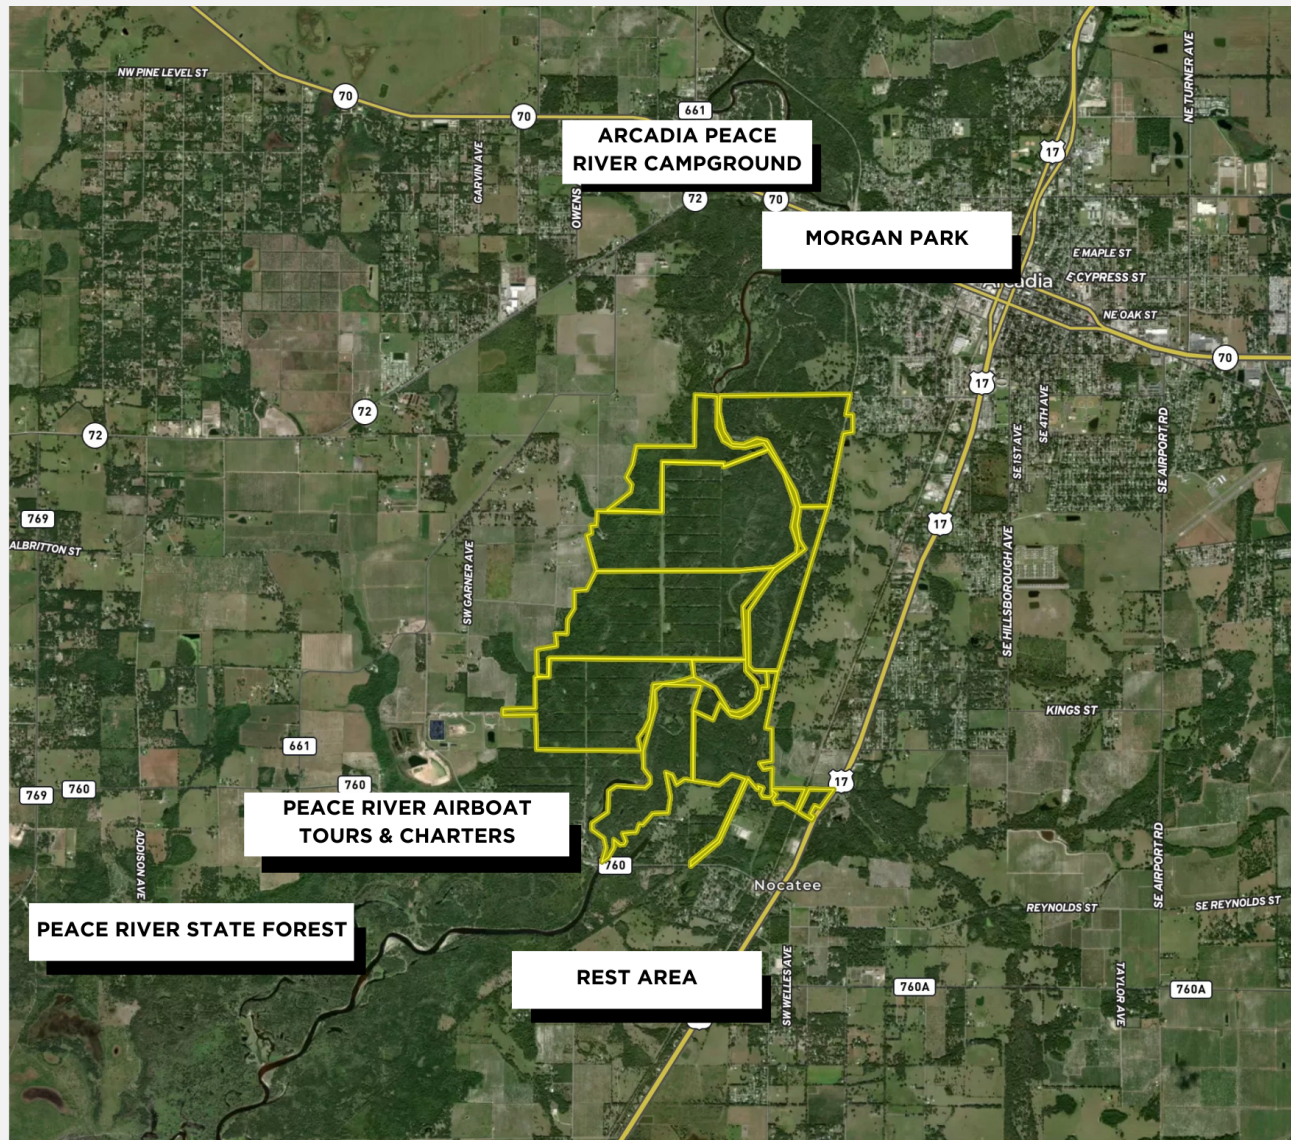 NW PINE LEVEL ST
70
70
661
NE TURNER AVE
17
ARCADIA PEACE
RIVER CAMPGROUND
GARVIN AVE
OWENS
72
70
MORGAN PARK
E MAPLE ST
E CYPRESS ST
Arcadia
NE OAK ST
70
17
72
72
SE 4TH AVE
SE 1ST AVE
SE AIRPORT RD
769
17
ALBRITTON ST
SW GARNER AVE
SE HILLSBOROUGH AVE
KINGS ST
661
760
17
769
760
PEACE RIVER AIRBOAT
TOURS & CHARTERS
ADDISON AVE
760
Nocatee
SE AIRPORT RD
REYNOLDS ST
SE REYNOLDS ST
PEACE RIVER STATE FOREST
REST AREA
SW WELLES AVE
760A
TAYLOR AVE
760A